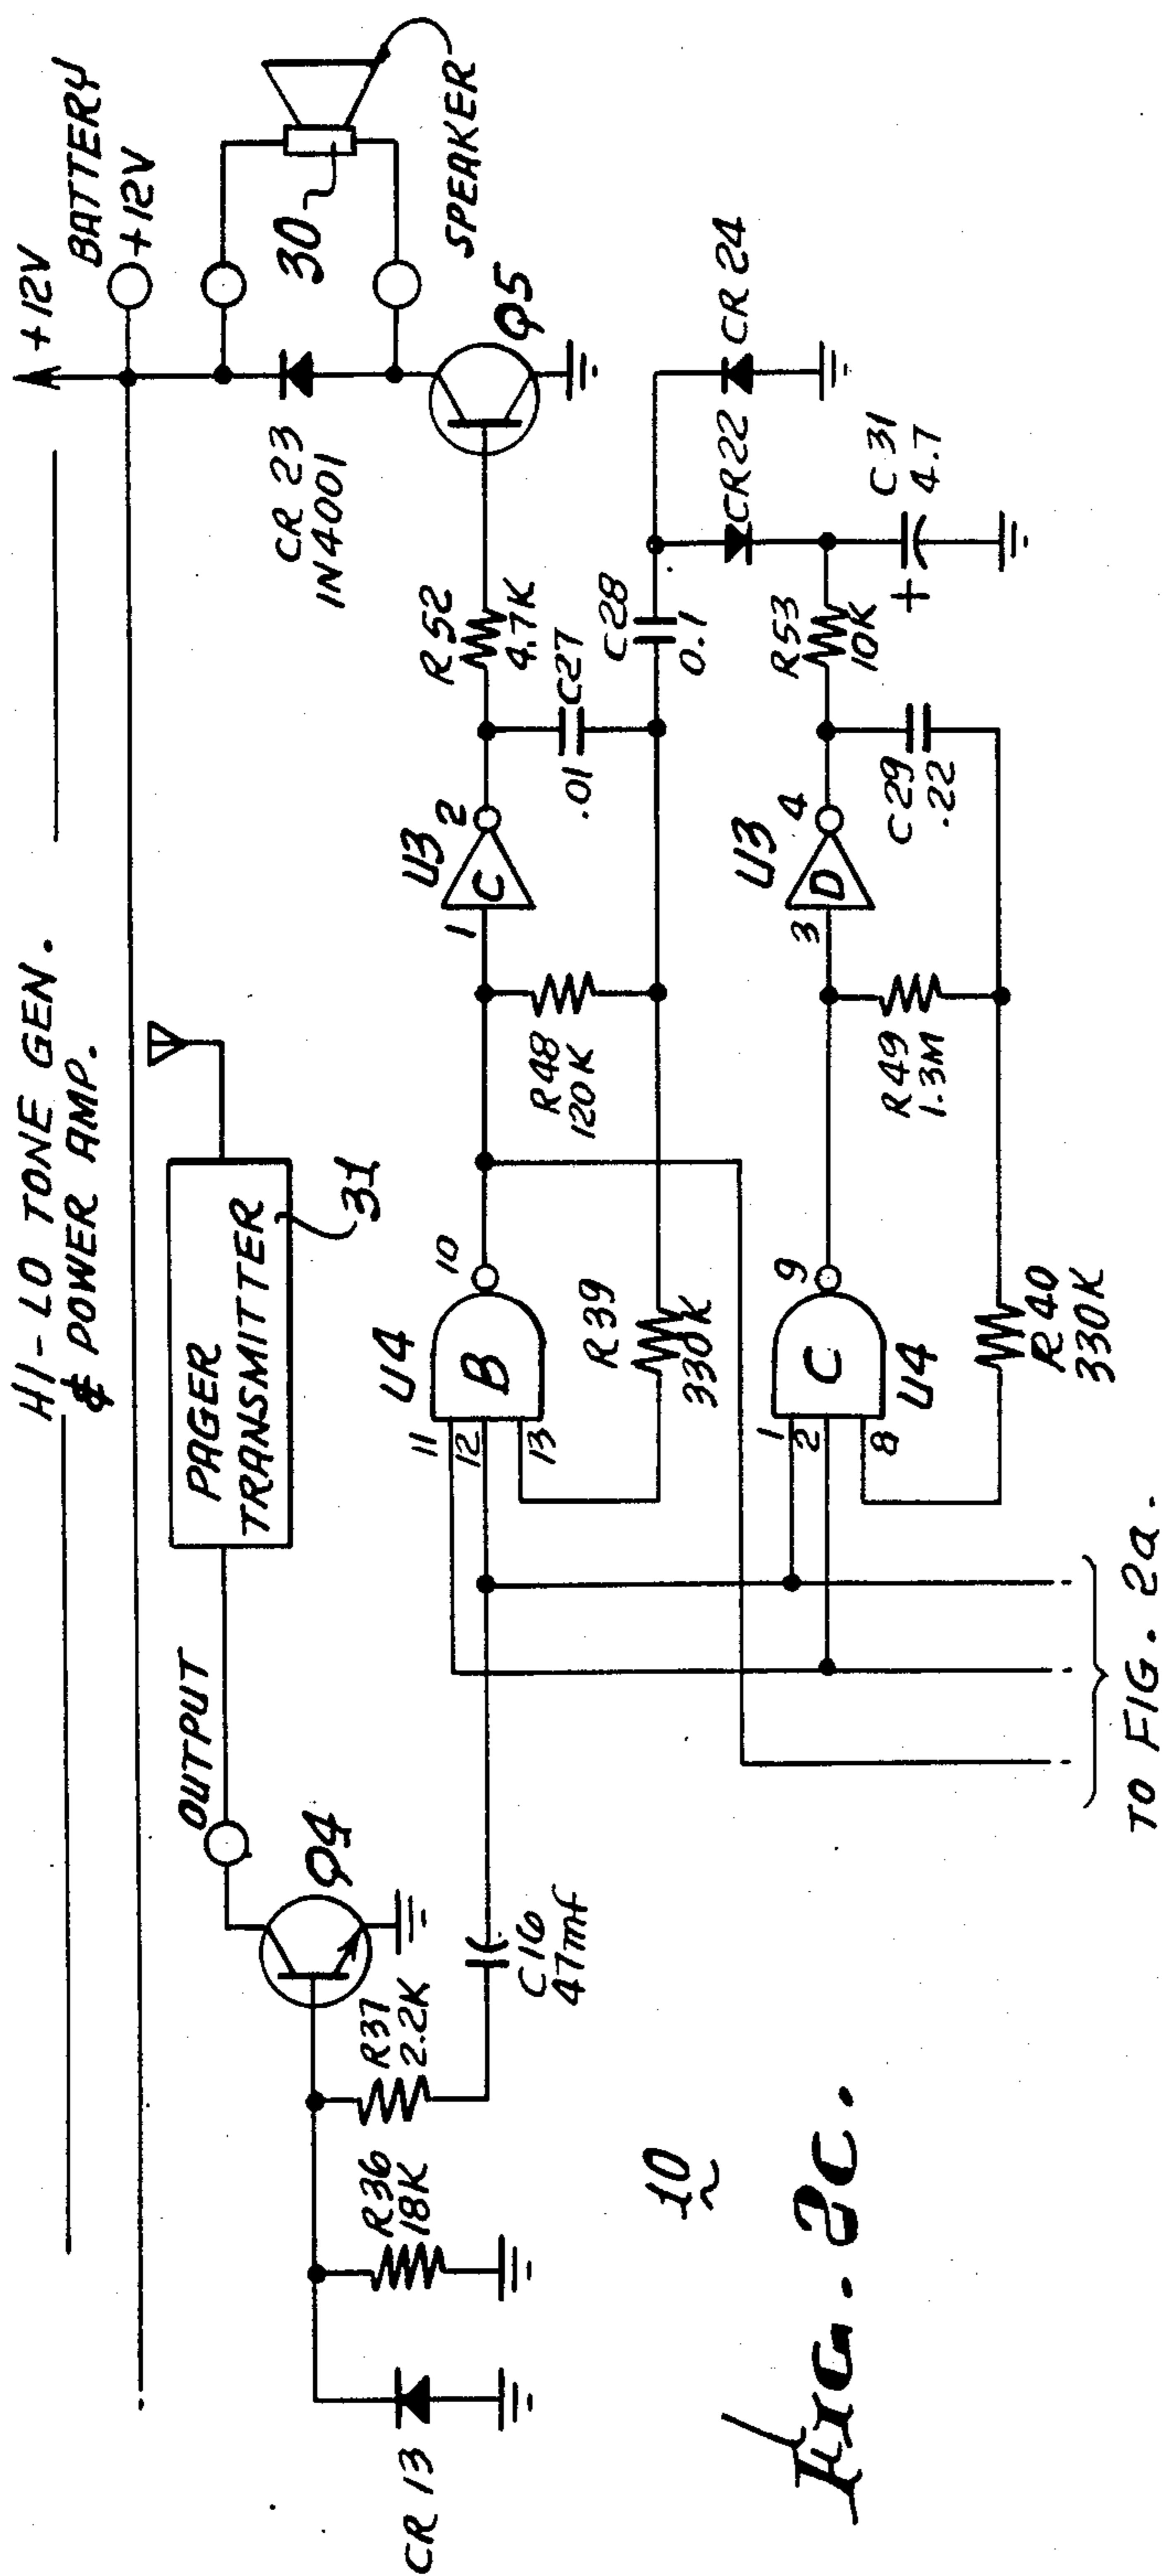 HI-LO TONE GEN.
& POWER AMP.
+12V
BATTERY
+12V
PAGER
TRANSMITTER
31
OUTPUT
Q4
CR 13
R36
18K
R37
2.2K
C16
47mf
CR 23
IN4001
30
SPEAKER
Q5
U4
B
11
12
13
10
U3
C
1
2
R 52
4.7K
C27
.01
R48
120K
R39
330K
C28
0.1
CR22
CR 24
C
U4
1
2
8
9
U3
D
3
4
R53
10K
+
C 31
4.7
C29
.22
R49
1.3M
R 40
330K
TO FIG. 2a.
10
FIG. 2C.